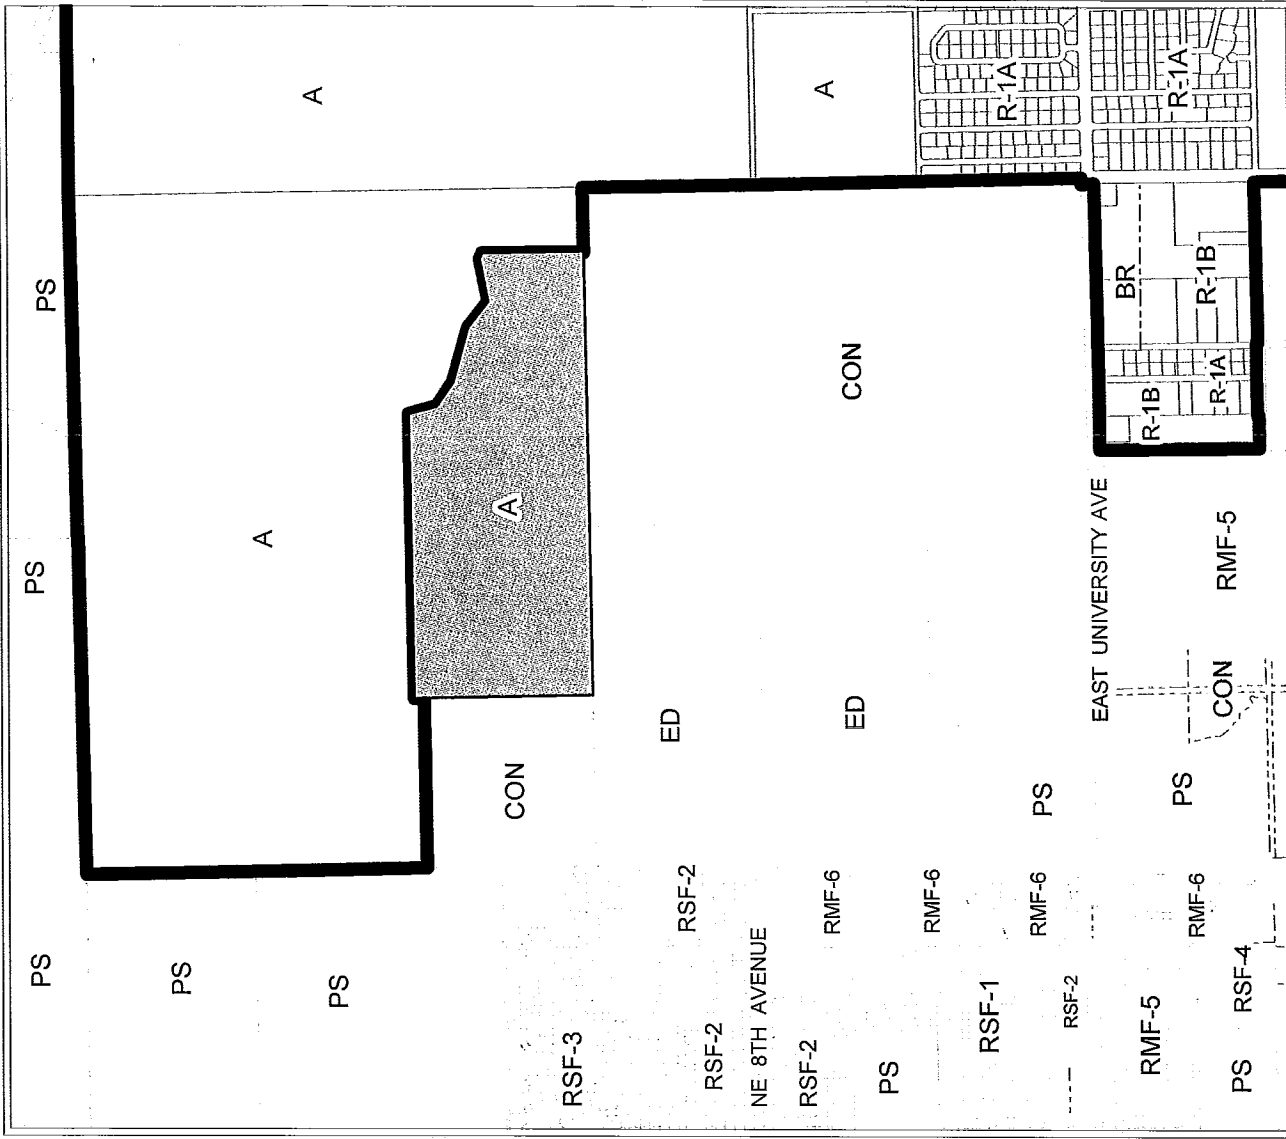 A
A
R-1A
R-1A
PS
BR
R-1B
CON
R-1A
R-1B
A
A
PS
RMF-5
EAST UNIVERSITY AVE
CON
ED
ED
CON
PS
PS
RSF-2
RMF-6
RMF-6
RMF-6
RMF-6
PS
PS
PS
NE 8TH AVENUE
RSF-4
RSF-1
RSF-2
RMF-5
RSF-3
RSF-2
RSF-2
PS
PS